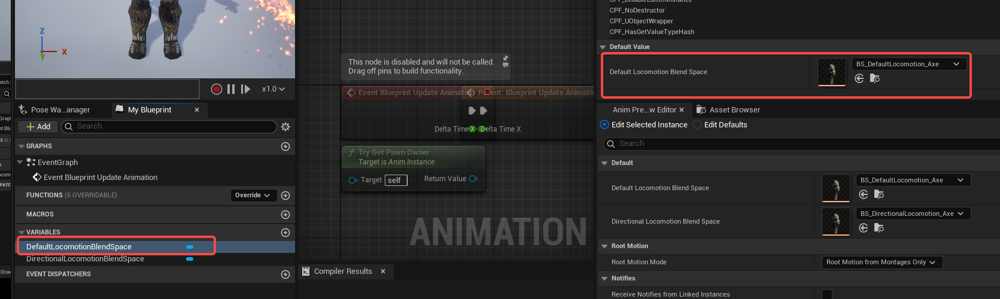 Z
X
Y
x1.0
Pose Wa...anager
My Blueprint
Add
Search
GRAPHS
EventGraph
Event Blueprint Update Animation
FUNCTIONS (6 OVERRIDABLE)
Override
MACROS
VARIABLES
DefaultLocomotionBlendSpace
DirectionalLocomotionBlendSpace
EVENT DISPATCHERS
This node is disabled and will not be called.
Drag off pins to build functionality.
Event Blueprint Update Animation
Parent: Blueprint Update Animation
Delta Time X
Delta Time X
f Try Get Pawn Owner
Target is Anim Instance
Target self
Return Value
ANIMATION
Compiler Results
CPF_DisableEditOnInstance
CPF_NoDestructor
CPF_UObjectWrapper
CPF_HasGetValueTypeHash
Default Value
Default Locomotion Blend Space
BS_DefaultLocomotion_Axe
Anim Pre...w Editor
Asset Browser
Edit Selected Instance
Edit Defaults
Search
Default
Default Locomotion Blend Space
BS_DefaultLocomotion_Axe
Directional Locomotion Blend Space
BS_DirectionalLocomotion_Axe
Root Motion
Root Motion Mode
Root Motion from Montages Only
Notifies
Receive Notifies from Linked Instances